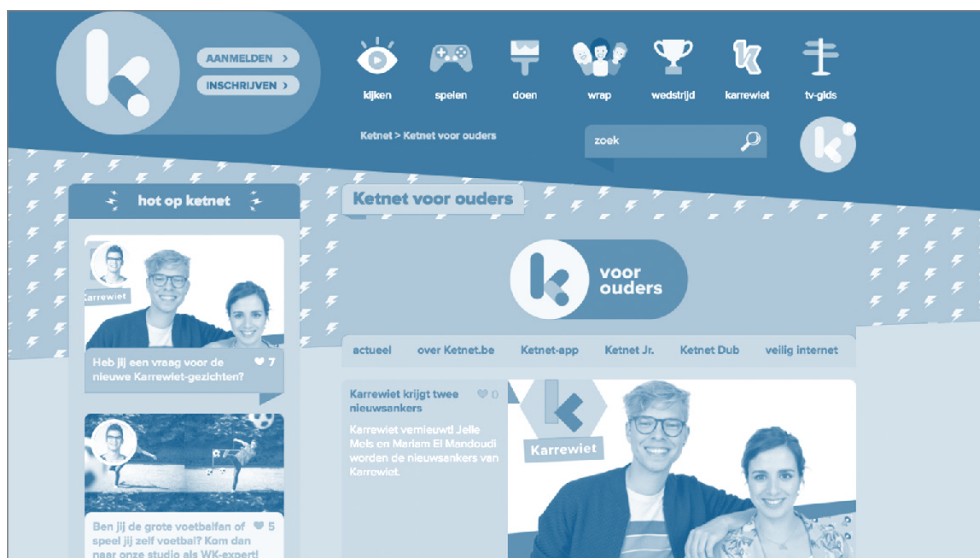 AANMELDEN >
INSCHRIJVEN >
kijken
spelen
doen
wrap
wedstrijd
karrewiet
tv-gids
Ketnet > Ketnet voor ouders
zoek
hot op ketnet
Karrewiet
Heb jij een vraag voor de
nieuwe Karrewiet-gezichten?
7
Ben jij de grote voetbalfan of
speel jij zelf voetbal? Kom dan
naar onze studio als WK-expert!
5
Ketnet voor ouders
voor
ouders
actueel
over Ketnet.be
Ketnet-app
Ketnet Jr.
Ketnet Dub
veilig internet
Karrewiet krijgt twee
nieuwsankers
0
Karrewiet vernieuwt! Jelle
Mels en Mariam El Mandoudi
worden de nieuwsankers van
Karrewiet.
Karrewiet